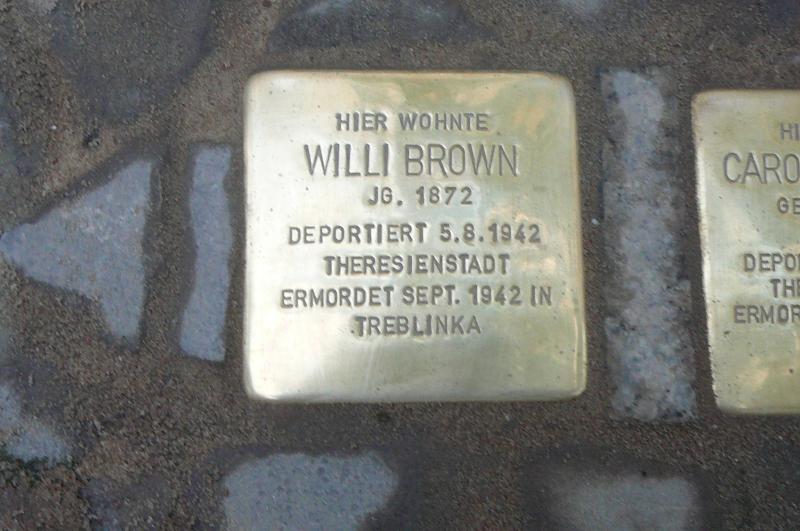 HIER WOHNTE
WILLI BROWN
JG. 1872
DEPORTIERT 5.8.1942
THERESIENSTADT
ERMORDET SEPT. 1942 IN
TREBLINKA